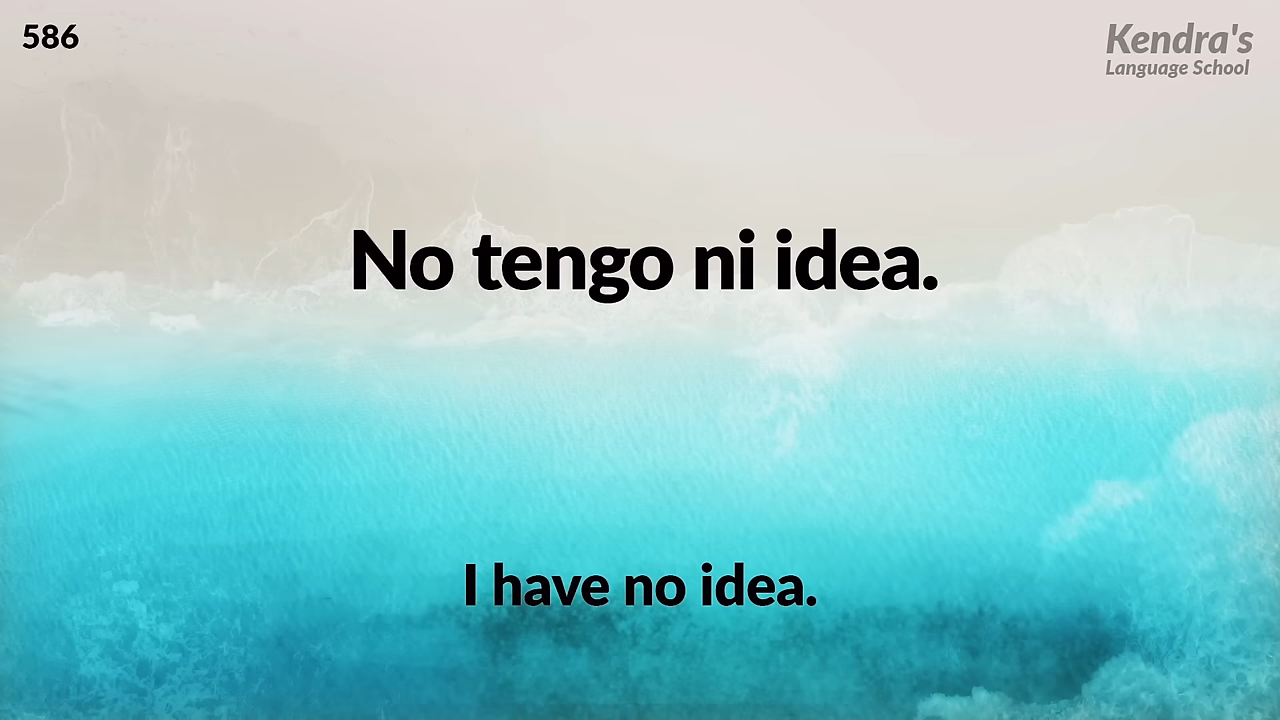 586
Kendra's
Language School
No tengo ni idea.
I have no idea.